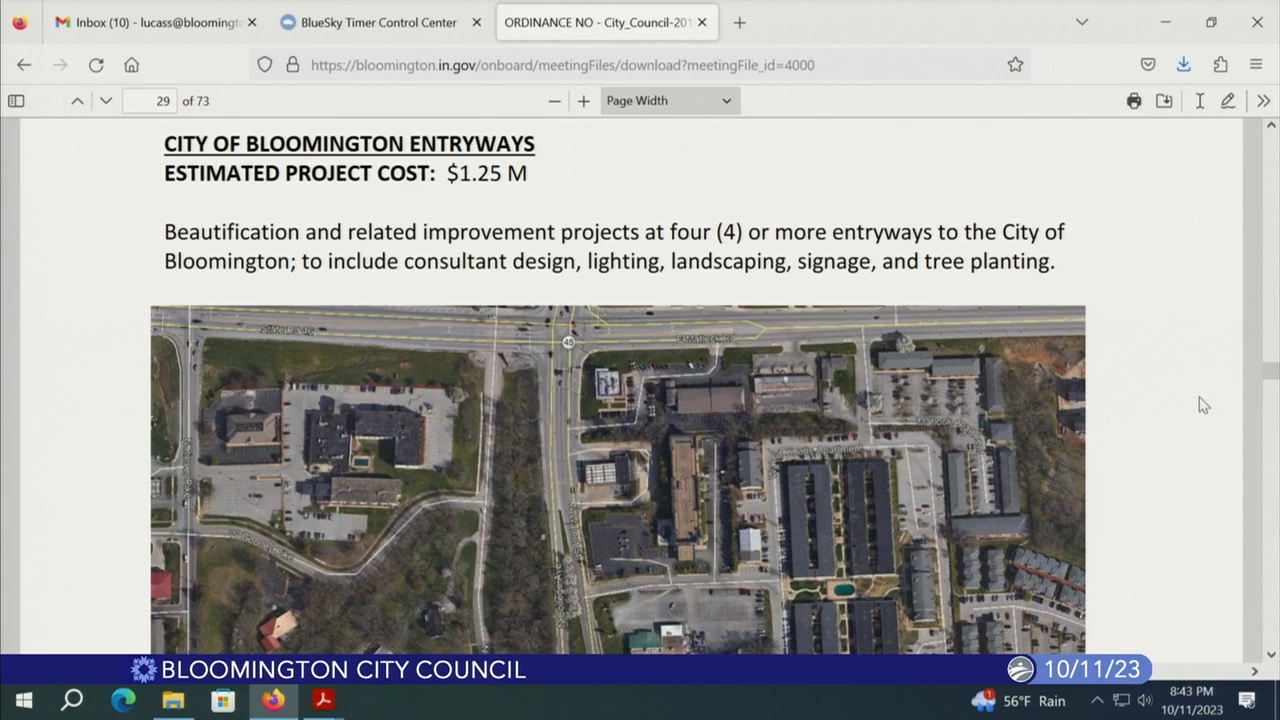 Inbox (10) - lucass@bloomingt
BlueSky Timer Control Center
ORDINANCE NO - City_Council-201
https://bloomington.in.gov/onboard/meetingFiles/download?meetingFile_id=4000
29 of 73
Page Width
CITY OF BLOOMINGTON ENTRYWAYS
ESTIMATED PROJECT COST: $1.25 M
Beautification and related improvement projects at four (4) or more entryways to the City of
Bloomington; to include consultant design, lighting, landscaping, signage, and tree planting.
45
BLOOMINGTON CITY COUNCIL
10/11/23
1
56°F Rain
8:43 PM
10/11/2023